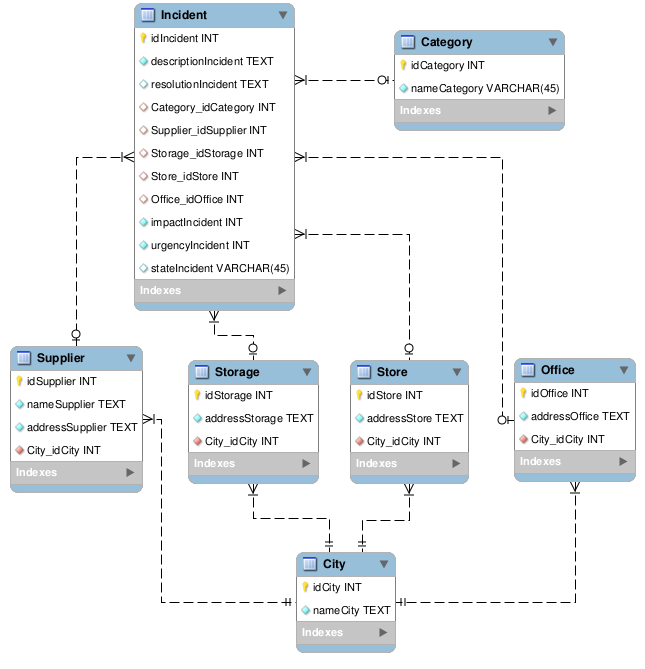 Incident
idIncident INT
descriptionIncident TEXT
resolutionIncident TEXT
Category_idCategory INT
Supplier_idSupplier INT
Storage_idStorage INT
Store_idStore INT
Office_idOffice INT
impactIncident INT
urgencyIncident INT
stateIncident VARCHAR(45)
Indexes
Category
idCategory INT
nameCategory VARCHAR(45)
Indexes
Supplier
idSupplier INT
nameSupplier TEXT
addressSupplier TEXT
City_idCity INT
Indexes
Storage
idStorage INT
addressStorage TEXT
City_idCity INT
Indexes
Store
idStore INT
addressStore TEXT
City_idCity INT
Indexes
Office
idOffice INT
addressOffice TEXT
City_idCity INT
Indexes
City
idCity INT
nameCity TEXT
Indexes